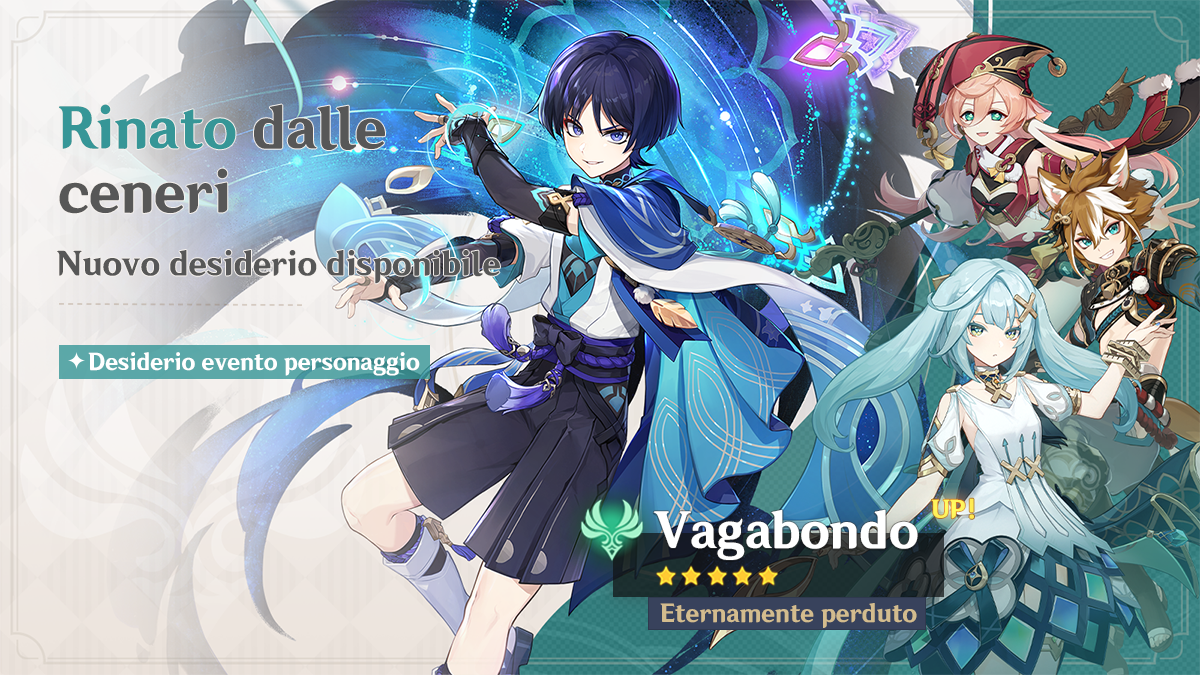 Rinato dalle
ceneri
Nuovo desiderio disponibile
✦Desiderio evento personaggio
UP!
Vagabondo
Eternamente perduto